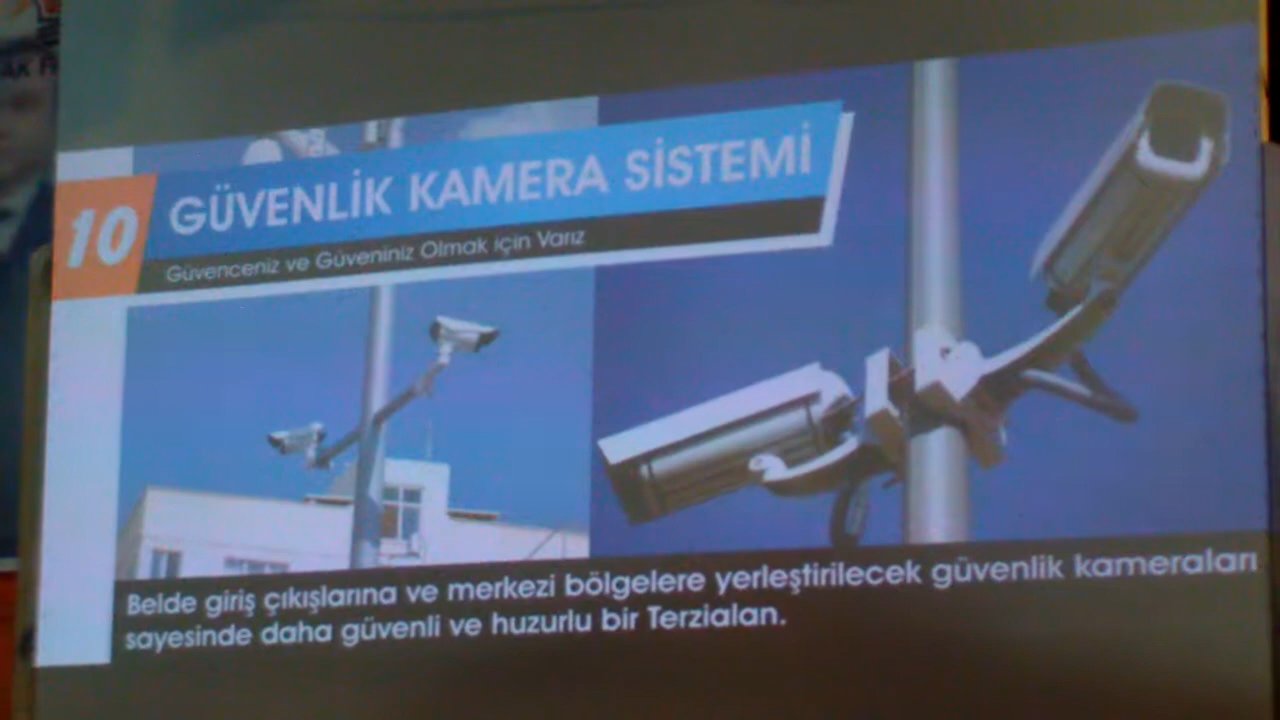 AK
10
GÜVENLİK KAMERA SİSTEMİ
Güvenceniz ve Güveniniz Olmak için Varız
Belde giriş çıkışlarına ve merkezi bölgelere yerleştirilecek güvenlik kameraları
sayesinde daha güvenli ve huzurlu bir Terzialan.